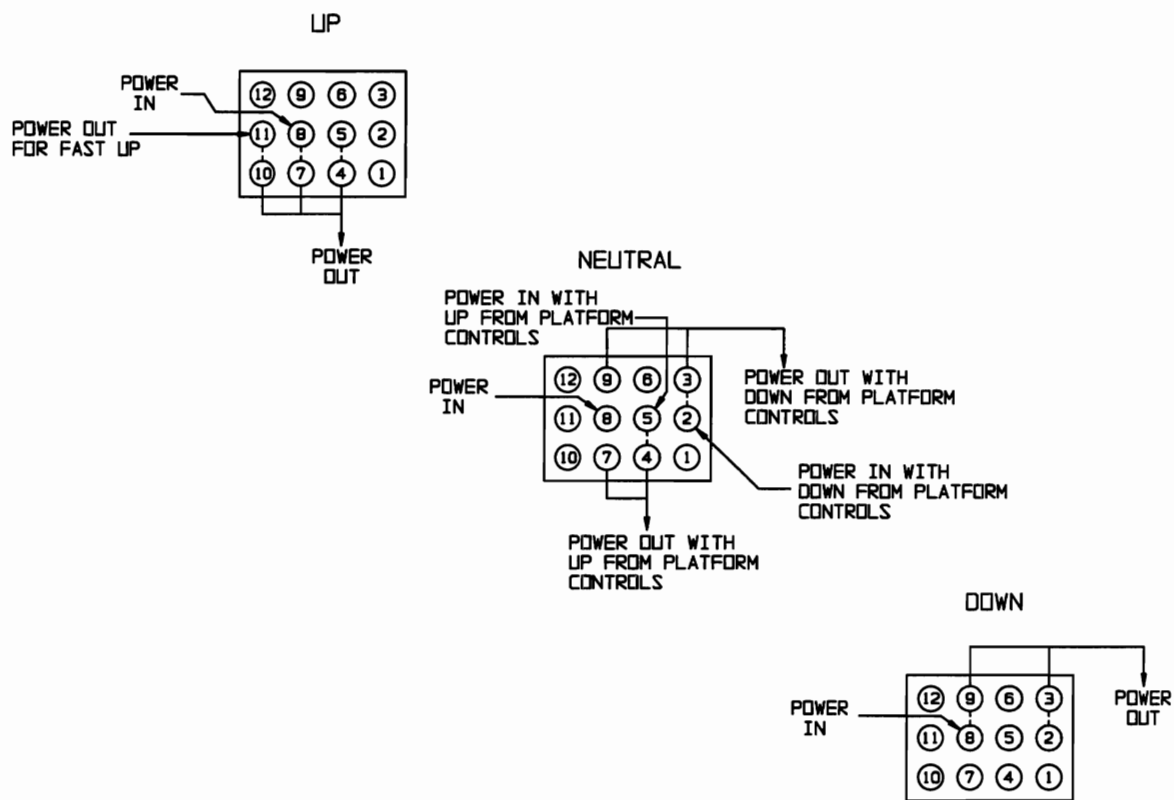 UP
POWER
IN
POWER OUT
FOR FAST UP
12 9 6 3
11 8 5 2
10 7 4 1
POWER
OUT
NEUTRAL
POWER IN WITH
UP FROM PLATFORM
CONTROLS
POWER
IN
12 9 6 3
11 8 5 2
10 7 4 1
POWER OUT WITH
DOWN FROM PLATFORM
CONTROLS
POWER IN WITH
DOWN FROM PLATFORM
CONTROLS
POWER OUT WITH
UP FROM PLATFORM
CONTROLS
DOWN
POWER
IN
12 9 6 3
11 8 5 2
10 7 4 1
POWER
OUT